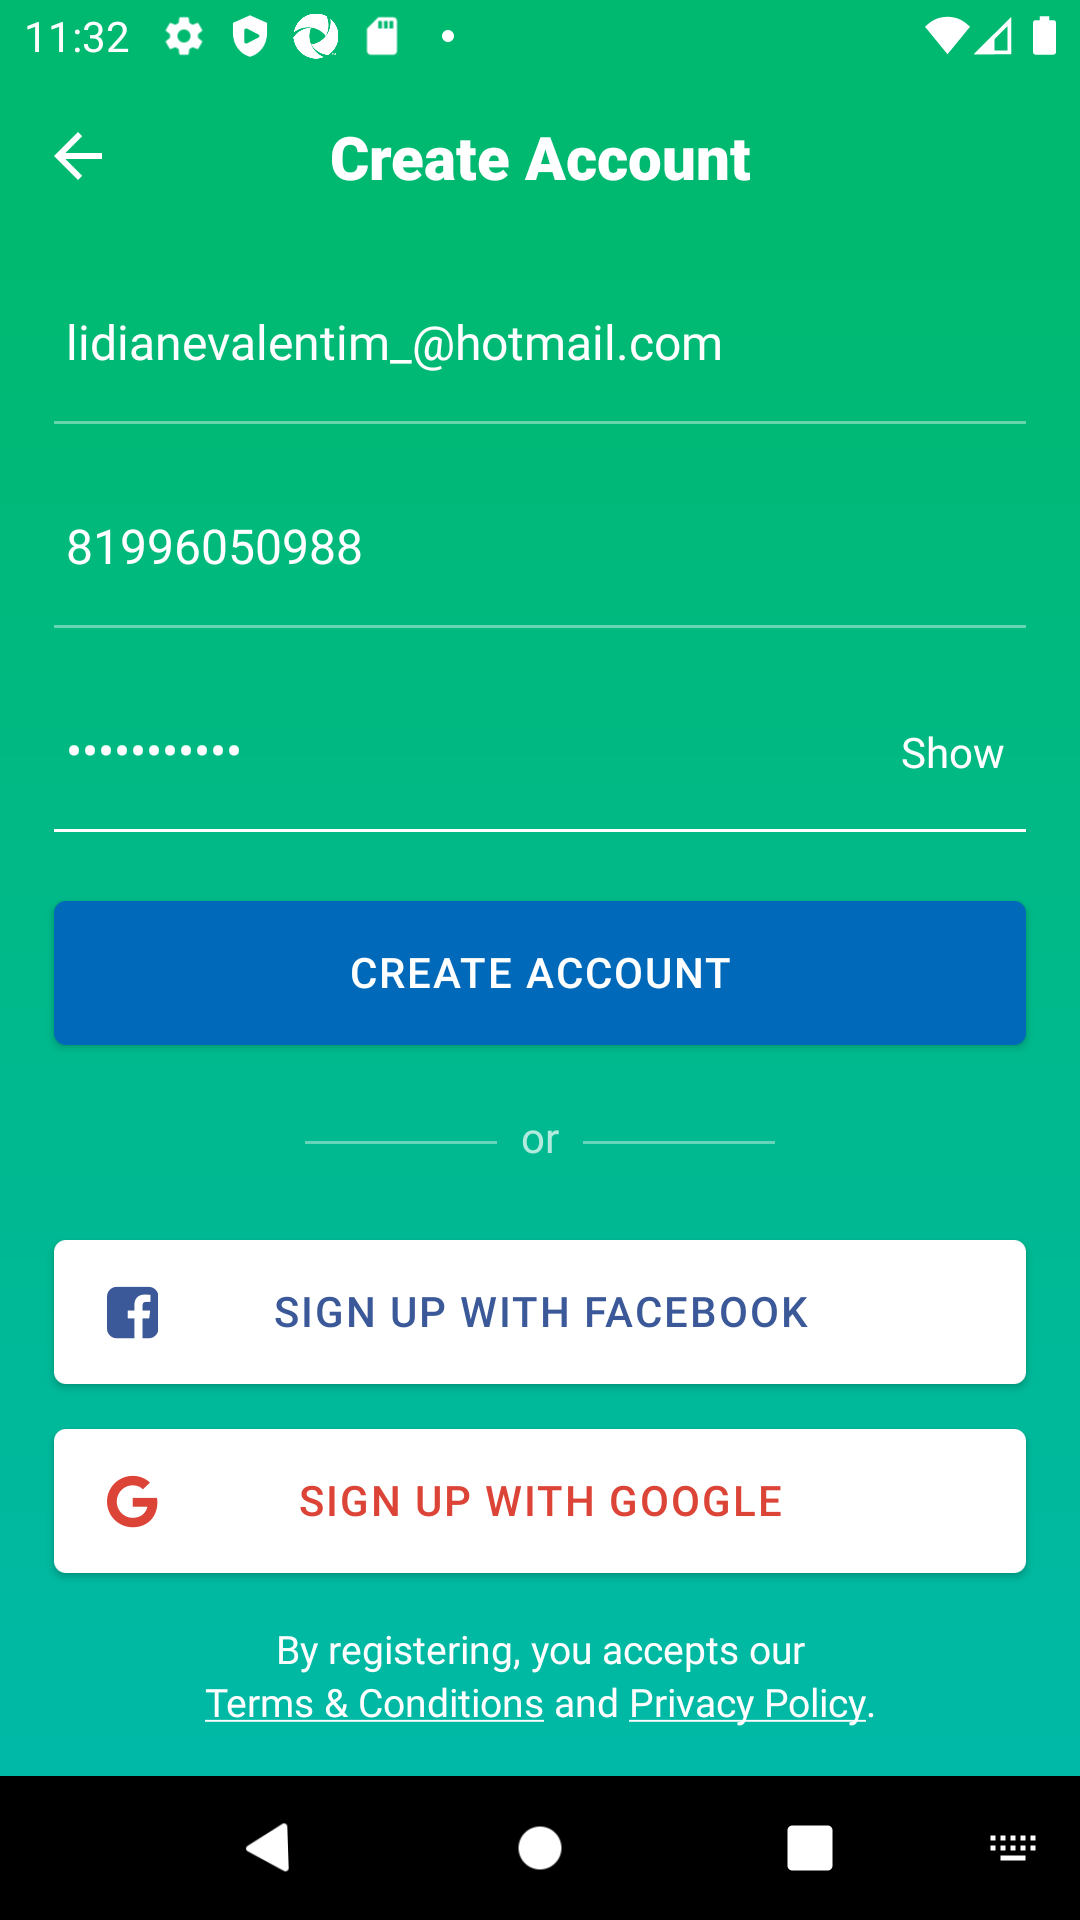 11:32
Create Account
lidianevalentim_@hotmail.com
81996050988
••••••••••• Show
CREATE ACCOUNT
or
SIGN UP WITH FACEBOOK
SIGN UP WITH GOOGLE
By registering, you accepts our
Terms & Conditions and Privacy Policy.